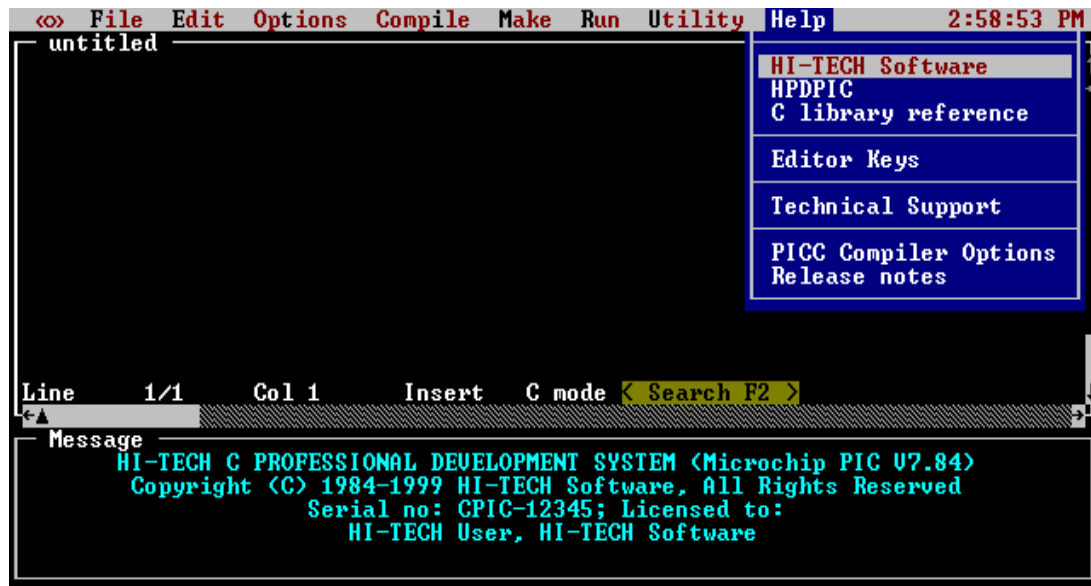 <> File Edit Options Compile Make Run Utility Help 2:58:53 PM
untitled
HI-TECH Software
HPDPIC
C library reference
Editor Keys
Technical Support
PICC Compiler Options
Release notes
Line 1/1 Col 1 Insert C mode < Search F2 >
Message
HI-TECH C PROFESSIONAL DEVELOPMENT SYSTEM (Microchip PIC V7.84)
Copyright (C) 1984-1999 HI-TECH Software, All Rights Reserved
Serial no: CPIC-12345; Licensed to:
HI-TECH User, HI-TECH Software